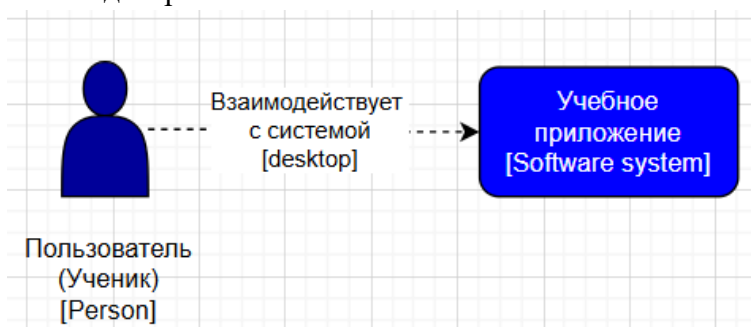 Взаимодействует
с системой
[desktop]
Учебное
приложение
[Software system]
Пользователь
(Ученик)
[Person]